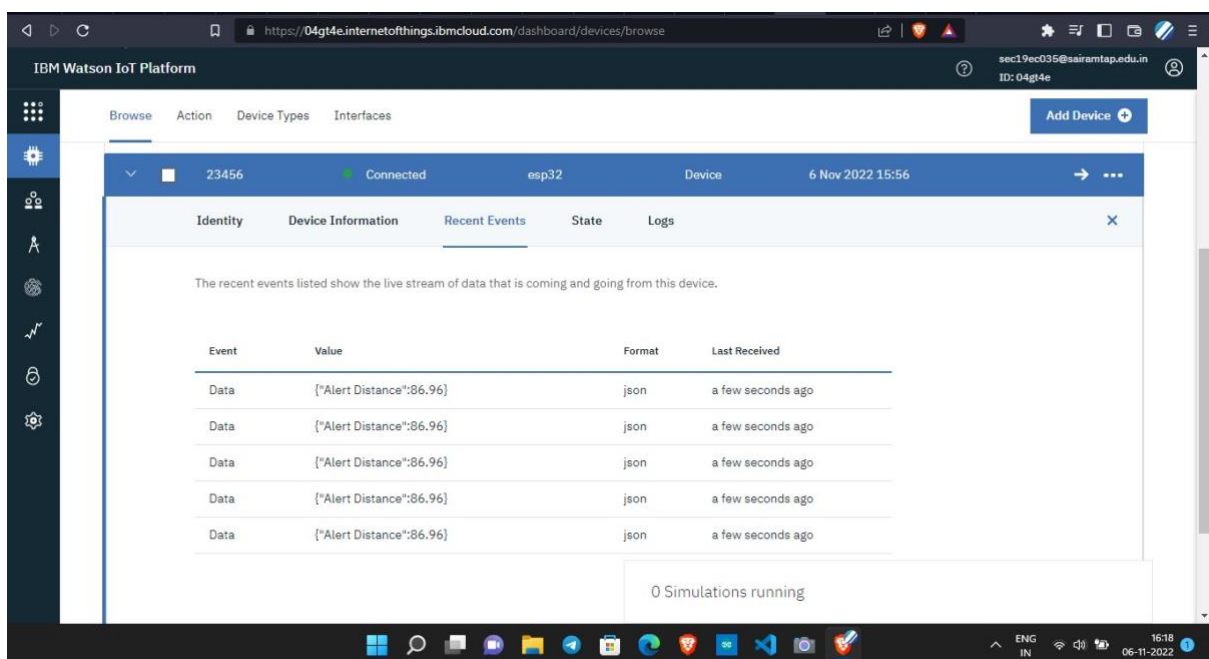 https://04gt4e.internetofthings.ibmcloud.com/dashboard/devices/browse
IBM Watson IoT Platform
sec19ec035@sairamtap.edu.in
ID: 04gt4e
Browse Action Device Types Interfaces
Add Device
23456 Connected esp32 Device 6 Nov 2022 15:56
Identity Device Information Recent Events State Logs
The recent events listed show the live stream of data that is coming and going from this device.
Event Value Format Last Received
Data {"Alert Distance":86.96} json a few seconds ago
Data {"Alert Distance":86.96} json a few seconds ago
Data {"Alert Distance":86.96} json a few seconds ago
Data {"Alert Distance":86.96} json a few seconds ago
Data {"Alert Distance":86.96} json a few seconds ago
0 Simulations running
ENG
IN
16:18
06-11-2022
1